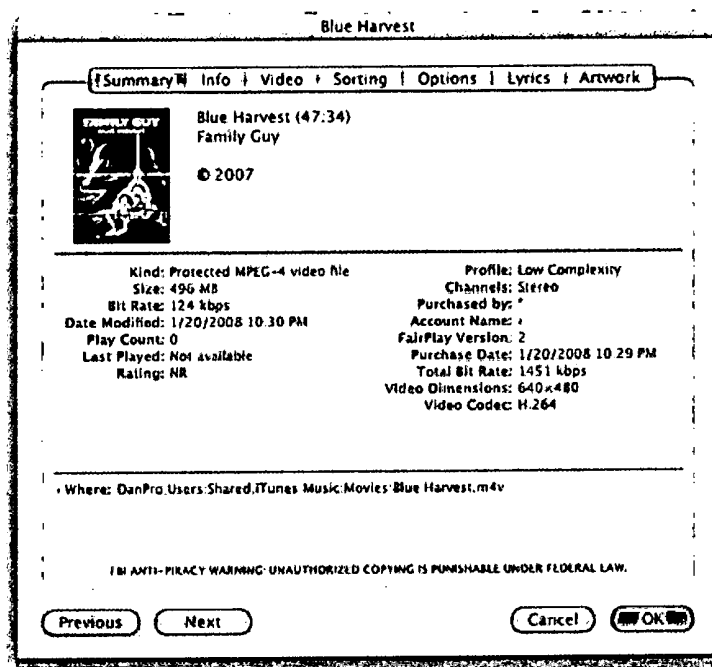 Blue Harvest
Summary Info Video Sorting Options Lyrics Artwork
FAMILY GUY
Blue Harvest (47:34)
Family Guy
© 2007
Kind: Protected MPEG-4 video file
Size: 496 MB
Bit Rate: 124 kbps
Date Modified: 1/20/2008 10:30 PM
Play Count: 0
Last Played: Not available
Rating: NR
Profile: Low Complexity
Channels: Stereo
Purchased by:
Account Name:
FairPlay Version: 2
Purchase Date: 1/20/2008 10:29 PM
Total Bit Rate: 1451 kbps
Video Dimensions: 640×480
Video Codec: H.264
Where: DanPro:Users:Shared:iTunes Music:Movies:Blue Harvest.m4v
FBI ANTI-PIRACY WARNING: UNAUTHORIZED COPYING IS PUNISHABLE UNDER FEDERAL LAW.
Previous Next Cancel OK